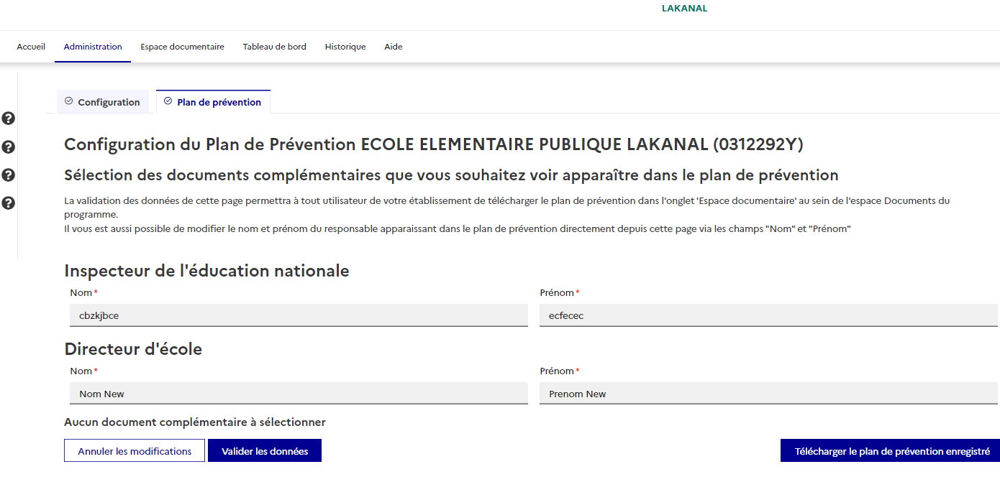 LAKANAL
Accueil Administration Espace documentaire Tableau de bord Historique Aide
Configuration Plan de prévention
Configuration du Plan de Prévention ECOLE ELEMENTAIRE PUBLIQUE LAKANAL (0312292Y)
Sélection des documents complémentaires que vous souhaitez voir apparaître dans le plan de prévention
La validation des données de cette page permettra à tout utilisateur de votre établissement de télécharger le plan de prévention dans l'onglet 'Espace documentaire' au sein de l'espace Documents du
programme.
Il vous est aussi possible de modifier le nom et prénom du responsable apparaissant dans le plan de prévention directement depuis cette page via les champs "Nom" et "Prénom"
Inspecteur de l'éducation nationale
Nom * Prénom *
cbzkjbce ecfecec
Directeur d'école
Nom * Prénom *
Nom New Prenom New
Aucun document complémentaire à sélectionner
Annuler les modifications Valider les données Télécharger le plan de prévention enregistré